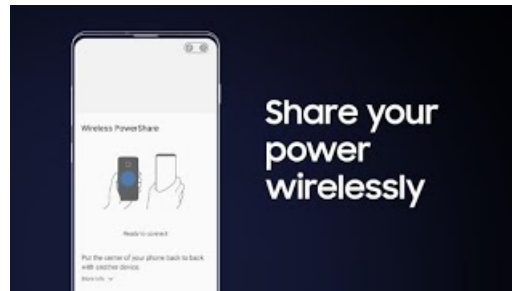 Wireless PowerShare
Ready to connect
Put the center of your phone back to back
with another device.
More info
Share your
power
wirelessly